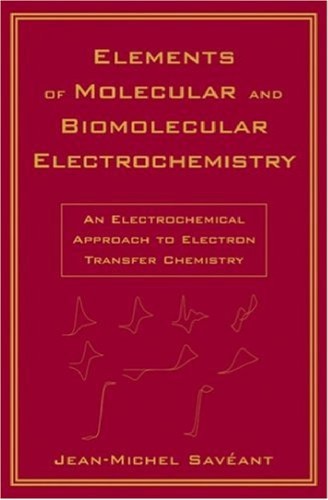 Elements
of Molecular and
Biomolecular
Electrochemistry
An Electrochemical
Approach to Electron
Transfer Chemistry
Jean-Michel Savéant